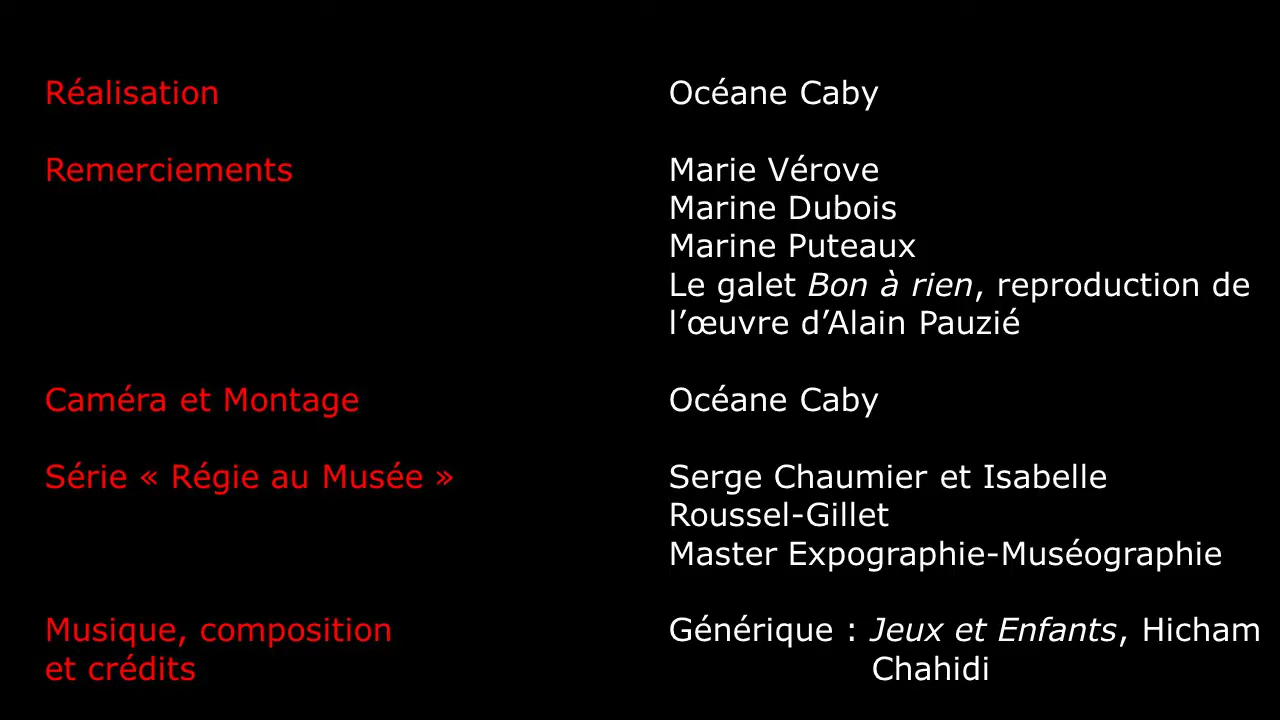 Réalisation Océane Caby
Remerciements Marie Vérove
Marine Dubois
Marine Puteaux
Le galet Bon à rien, reproduction de
l’œuvre d’Alain Pauzié
Caméra et Montage Océane Caby
Série « Régie au Musée » Serge Chaumier et Isabelle
Roussel-Gillet
Master Expographie-Muséographie
Musique, composition Générique : Jeux et Enfants, Hicham
et crédits Chahidi